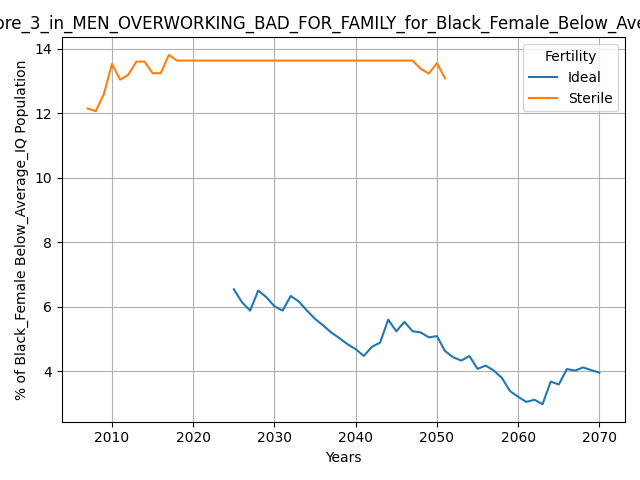 ore_3_in_MEN_OVERWORKING_BAD_FOR_FAMILY_for_Black_Female_Below_Ave
14
12
10
8
6
4
% of Black_Female Below_Average_IQ Population
Fertility
Ideal
Sterile
2010 2020 2030 2040 2050 2060 2070
Years